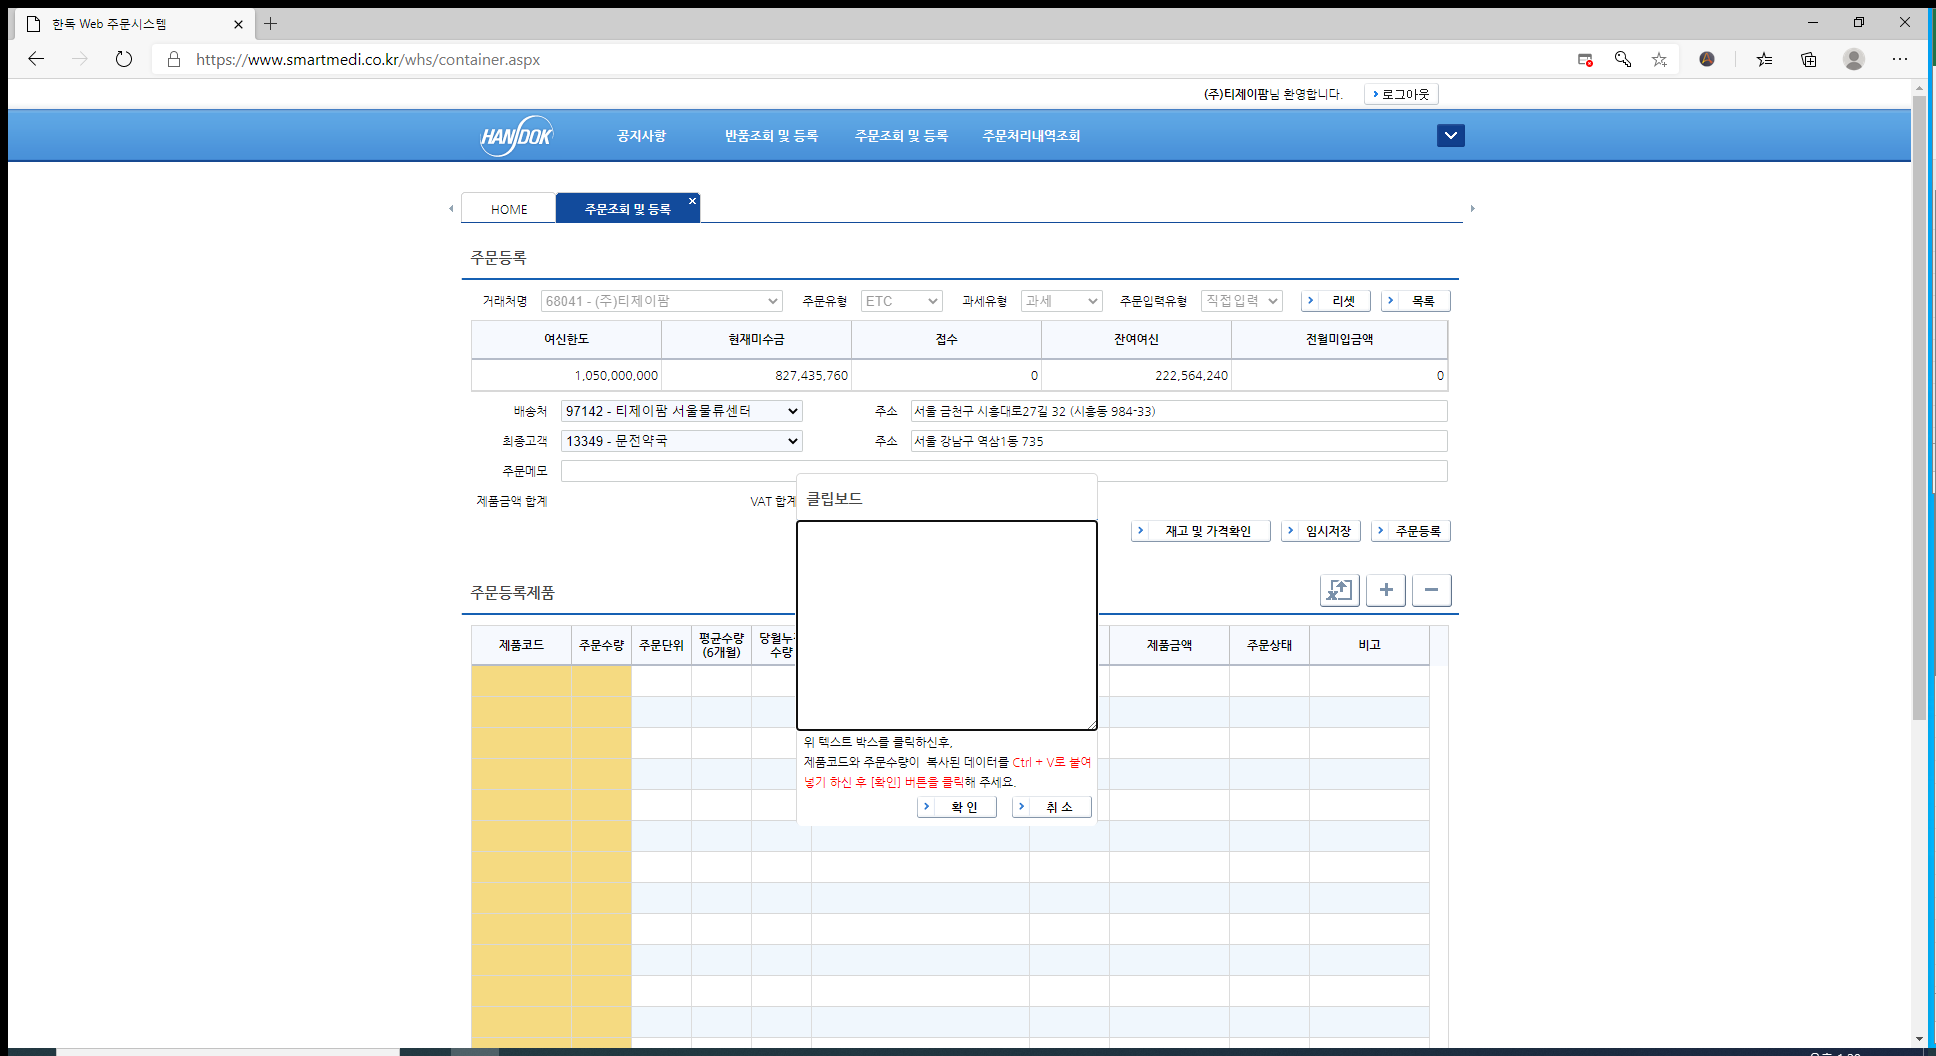 한독 Web 주문시스템
https://www.smartmedi.co.kr/whs/container.aspx
(주)티제이팜님 환영합니다.
로그아웃
HANDOK
공지사항
반품조회 및 등록
주문조회 및 등록
주문처리내역조회
HOME
주문조회 및 등록
주문등록
거래처명
68041 - (주)티제이팜
주문유형
ETC
과세유형
과세
주문입력유형
직접입력
리셋
목록
여신한도
현재미수금
접수
잔여여신
전월미입금액
1,050,000,000
827,435,760
0
222,564,240
0
배송처
97142 - 티제이팜 서울물류센터
주소
서울 금천구 시흥대로27길 32 (시흥동 984-33)
최종고객
13349 - 문전약국
주소
서울 강남구 역삼1동 735
주문메모
제품금액 합계
VAT 합계
클립보드
재고 및 가격확인
임시저장
주문등록
주문등록제품
제품코드
주문수량
주문단위
평균수량
(6개월)
당월누
수량
제품금액
주문상태
비고
위 텍스트 박스를 클릭하신후,
제품코드와 주문수량이 복사된 데이터를 Ctrl + V로 붙여
넣기 하신 후 [확인] 버튼을 클릭해 주세요.
확 인
취 소